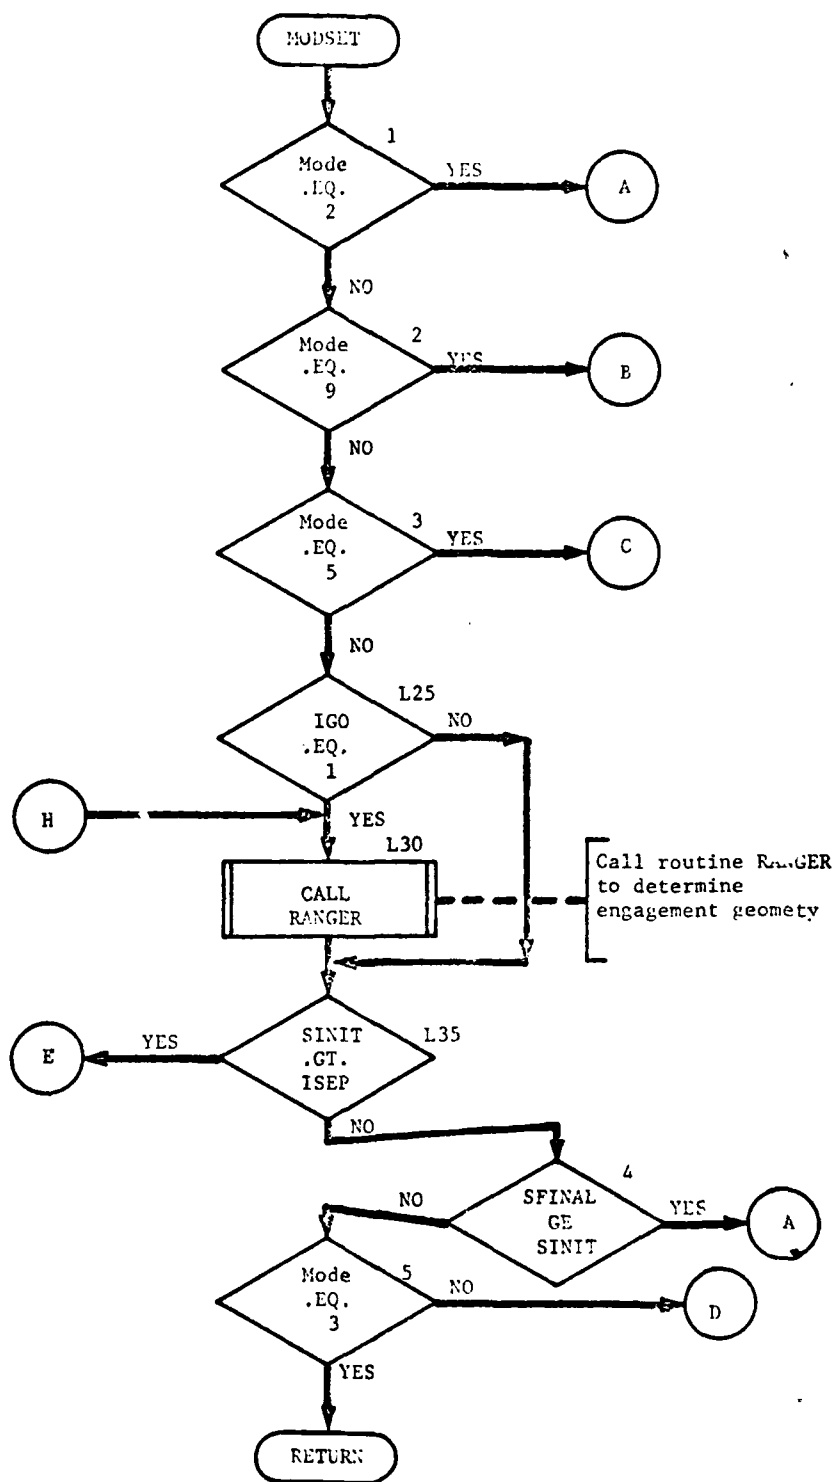 MODSET
1
Mode
.EQ.
2
YES
A
NO
2
Mode
.EQ.
9
YES
B
NO
3
Mode
.EQ.
5
YES
C
NO
L25
IGO
.EQ.
1
NO
H
YES
L30
CALL
RANGER
Call routine RANGER
to determine
engagement geomety
L35
SINIT
.GT.
ISEP
YES
E
NO
4
SFINAL
GE
SINIT
NO
YES
A
5
Mode
.EQ.
3
NO
D
YES
RETURN